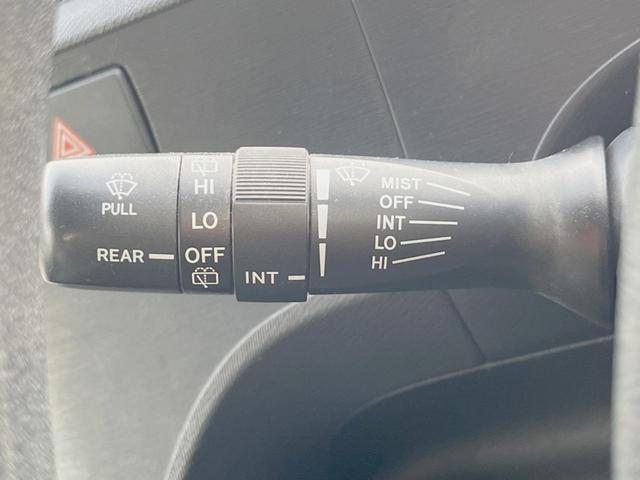 PULL
REAR
HI
LO
OFF
INT
MIST
OFF
INT
LO
HI